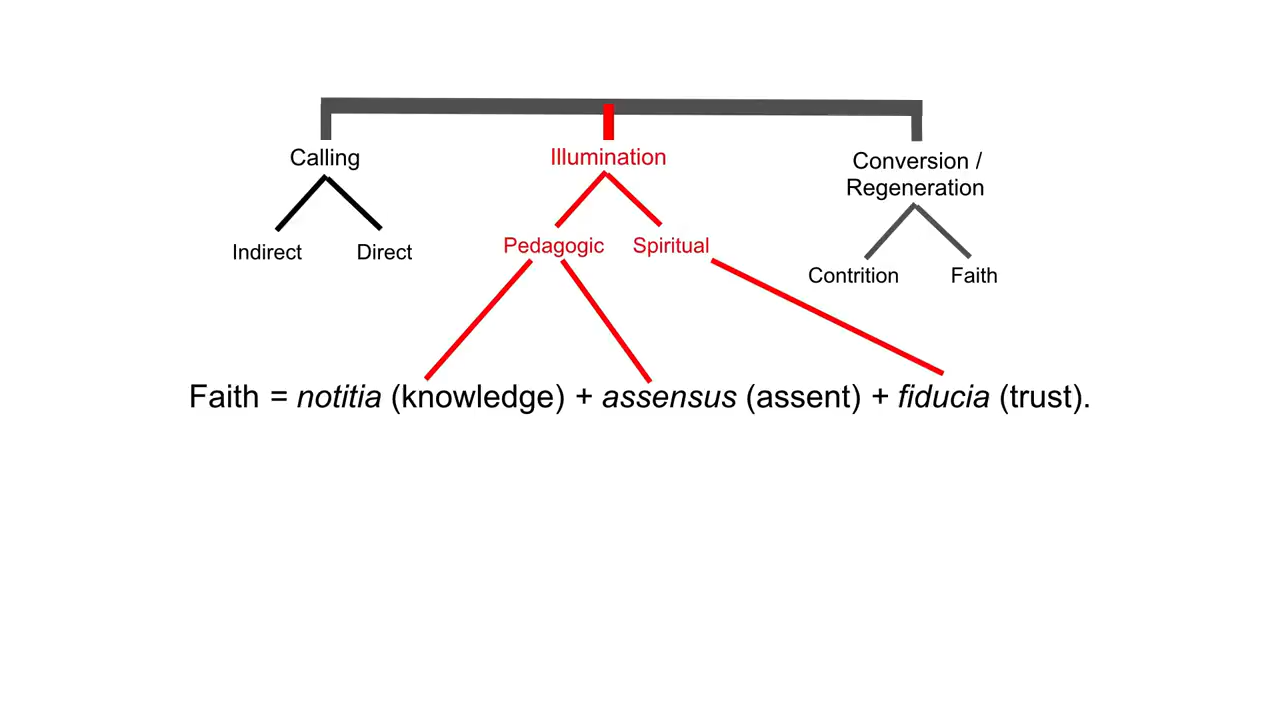 Calling
Illumination
Conversion /
Regeneration
Indirect
Direct
Pedagogic
Spiritual
Contrition
Faith
Faith = notitia (knowledge) + assensus (assent) + fiducia (trust).